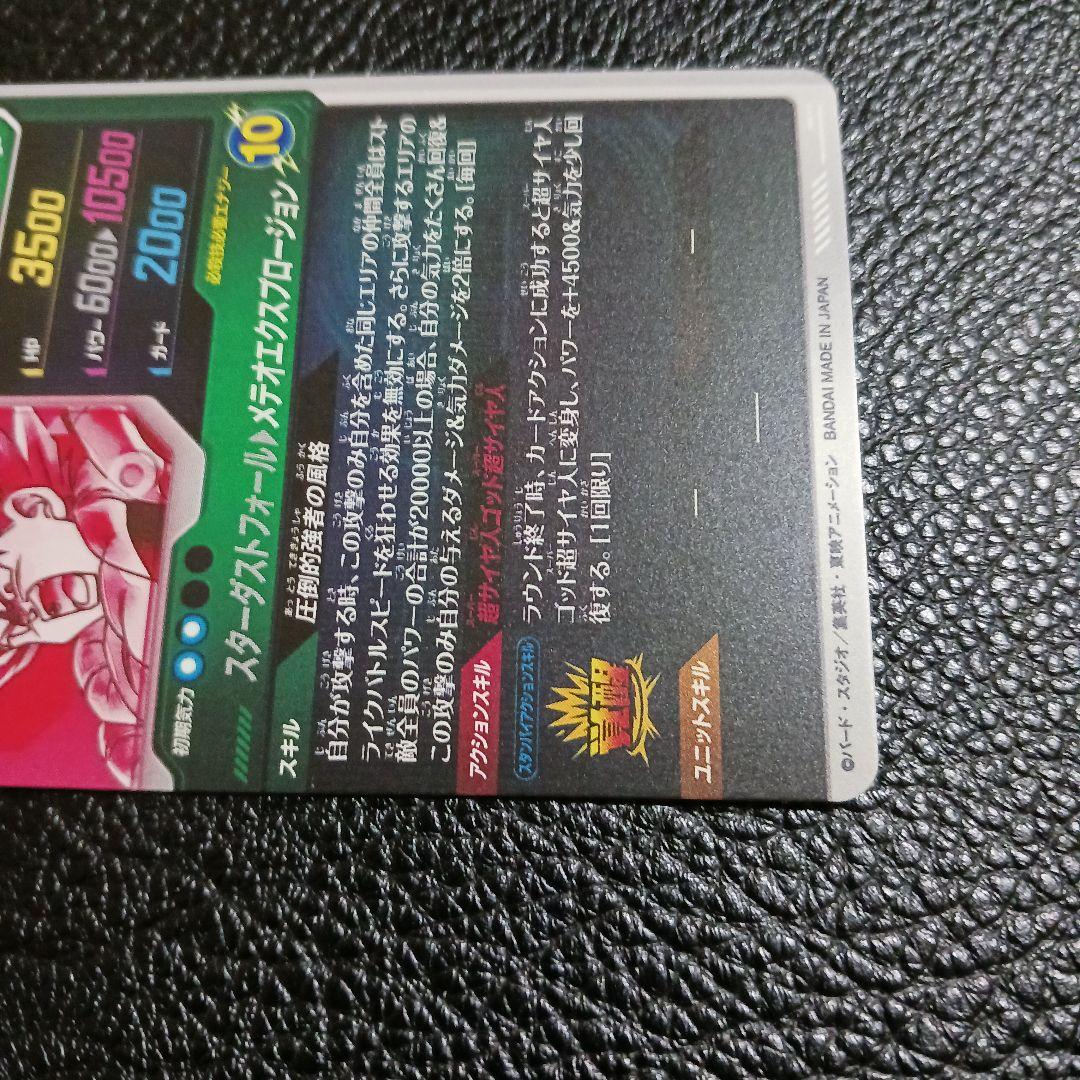 HP 3500
パワー 6000▶10500
ガード 2000
初期気力
必殺技必要エナジー 10
スターダストフォール▶メテオエクスプロージョン
スキル
圧倒的強者の風格
自分が攻撃する時、この攻撃のみ自分を含めた同じエリアの仲間全員はスト
ライクバトルスピードを狂わせる効果を無効にする。さらに攻撃するエリアの
敵全員のパワーの合計が20000以上の場合、自分の気力をたくさん回復&
この攻撃のみ自分の与えるダメージ&気力ダメージを2倍にする。[毎回]
アクションスキル
超サイヤ人ゴッド超サイヤ人
スタンバイアクションスキル
ラウンド終了時、カードアクションに成功すると超サイヤ人
ゴッド超サイヤ人に変身し、パワーを+4500&気力を少し回
復する。[1回限り]
覚醒
ユニットスキル
©バード・スタジオ／集英社・東映アニメーション BANDAI MADE IN JAPAN